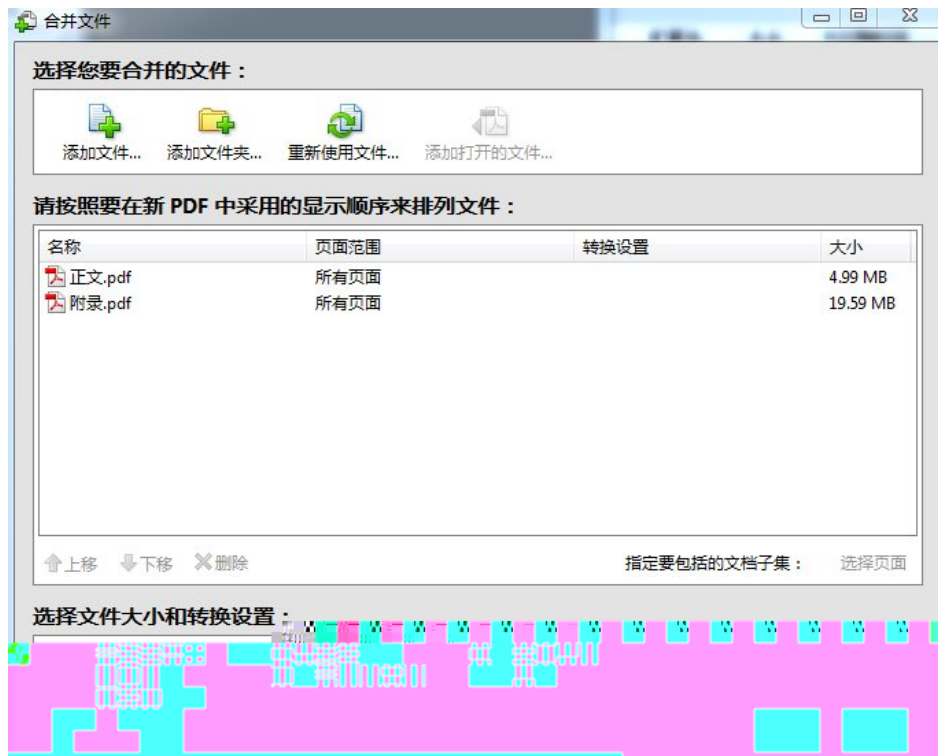 合并文件
选择您要合并的文件：
添加文件... 添加文件夹... 重新使用文件... 添加打开的文件...
请按照要在新 PDF 中采用的显示顺序来排列文件：
名称 页面范围 转换设置 大小
正文.pdf 所有页面 4.99 MB
附录.pdf 所有页面 19.59 MB
上移 下移 删除 指定要包括的文档子集： 选择页面
选择文件大小和转换设置：